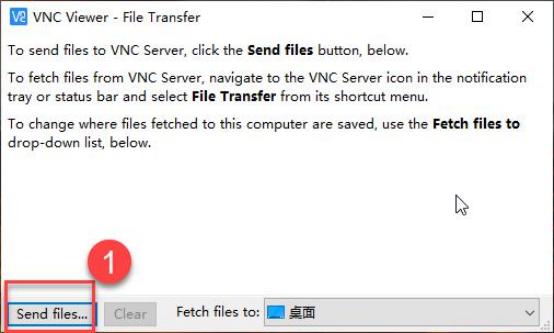 VNC Viewer - File Transfer
To send files to VNC Server, click the Send files button, below.
To fetch files from VNC Server, navigate to the VNC Server icon in the notification
tray or status bar and select File Transfer from its shortcut menu.
To change where files fetched to this computer are saved, use the Fetch files to
drop-down list, below.
1
Send files... Clear Fetch files to: 桌面